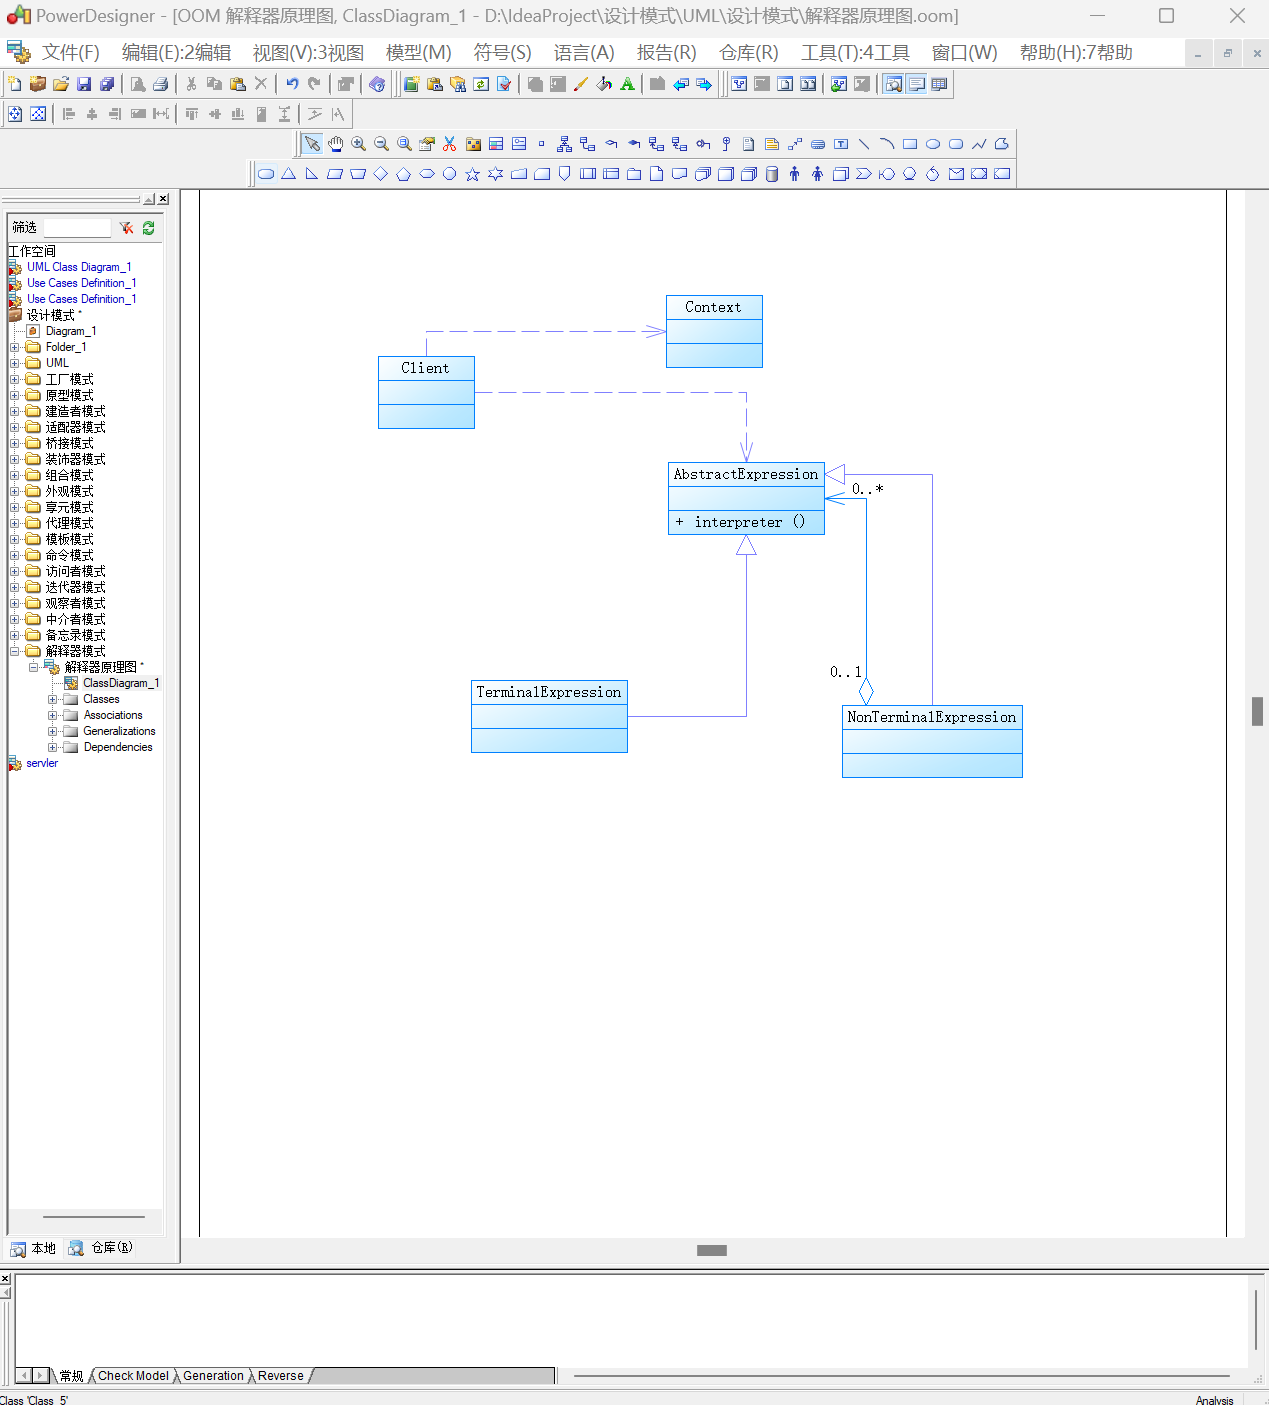 PowerDesigner - [OOM 解释器原理图, ClassDiagram_1 - D:\IdeaProject\设计模式\UML\设计模式\解释器原理图.oom]
文件(F) 编辑(E):2编辑 视图(V):3视图 模型(M) 符号(S) 语言(A) 报告(R) 仓库(R) 工具(T):4工具 窗口(W) 帮助(H):7帮助
筛选
工作空间
UML Class Diagram_1
Use Cases Definition_1
Use Cases Definition_1
设计模式 *
Diagram_1
Folder_1
UML
工厂模式
原型模式
建造者模式
适配器模式
桥接模式
装饰器模式
组合模式
外观模式
享元模式
代理模式
模板模式
命令模式
访问者模式
迭代器模式
观察者模式
中介者模式
备忘录模式
解释器模式
解释器原理图 *
ClassDiagram_1
Classes
Associations
Generalizations
Dependencies
servler
Context
Client
AbstractExpression
+ interpreter ()
0..*
0..1
TerminalExpression
NonTerminalExpression
本地 仓库(R)
常规 Check Model Generation Reverse
Class 'Class_5' Analysis